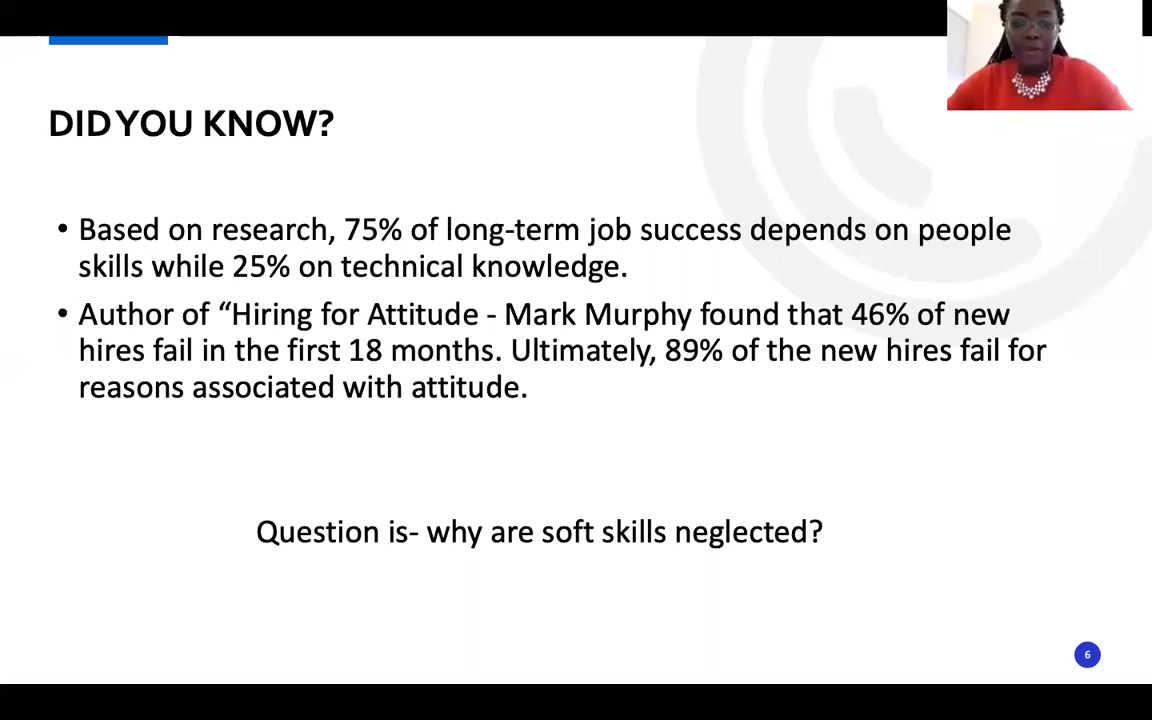 DID YOU KNOW?
• Based on research, 75% of long-term job success depends on people
skills while 25% on technical knowledge.
• Author of “Hiring for Attitude - Mark Murphy found that 46% of new
hires fail in the first 18 months. Ultimately, 89% of the new hires fail for
reasons associated with attitude.
Question is- why are soft skills neglected?
6